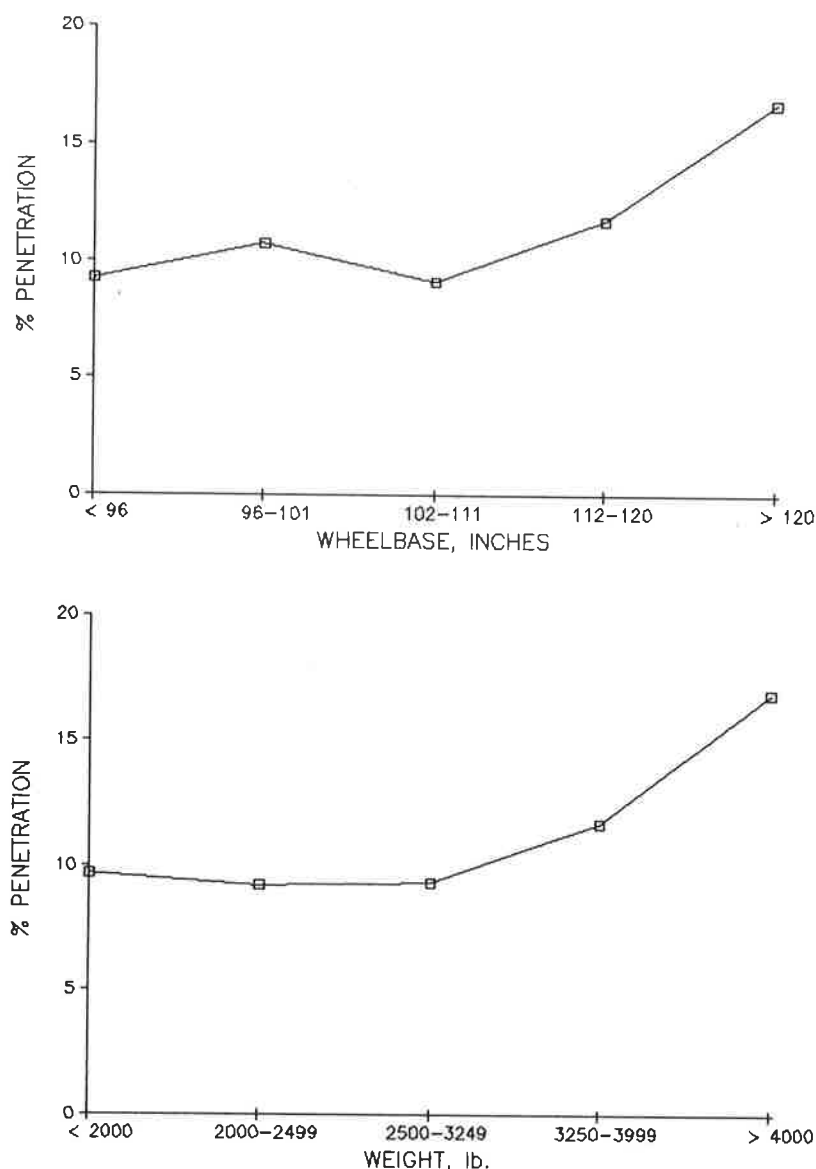 20
15
10
5
0
% PENETRATION
< 96 96–101 102–111 112–120 > 120
WHEELBASE, INCHES
20
15
10
5
0
% PENETRATION
< 2000 2000–2499 2500–3249 3250–3999 > 4000
WEIGHT, lb.